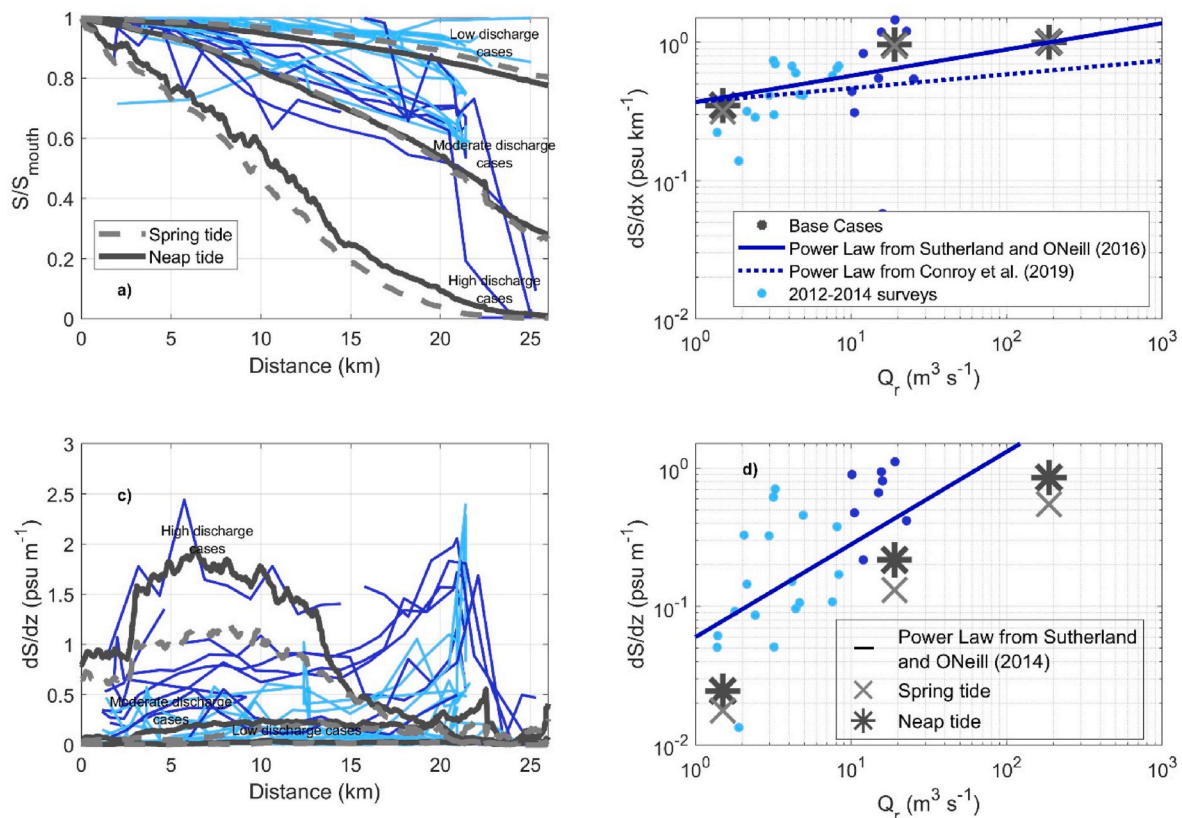 1
0.8
0.6
0.4
0.2
0
S/S_mouth
Low discharge
cases
Moderate discharge
cases
High discharge
cases
Spring tide
Neap tide
a)
0 5 10 15 20 25
Distance (km)
10^0
10^-1
10^-2
dS/dx (psu km^-1)
Base Cases
Power Law from Sutherland and ONeill (2016)
Power Law from Conroy et al. (2019)
2012-2014 surveys
10^0 10^1 10^2 10^3
Q_r (m^3 s^-1)
3
2.5
2
1.5
1
0.5
0
dS/dz (psu m^-1)
c)
High discharge
cases
Moderate discharge
cases
Low discharge cases
0 5 10 15 20 25
Distance (km)
10^0
10^-1
10^-2
dS/dz (psu m^-1)
d)
Power Law from Sutherland
and ONeill (2014)
Spring tide
Neap tide
10^0 10^1 10^2 10^3
Q_r (m^3 s^-1)